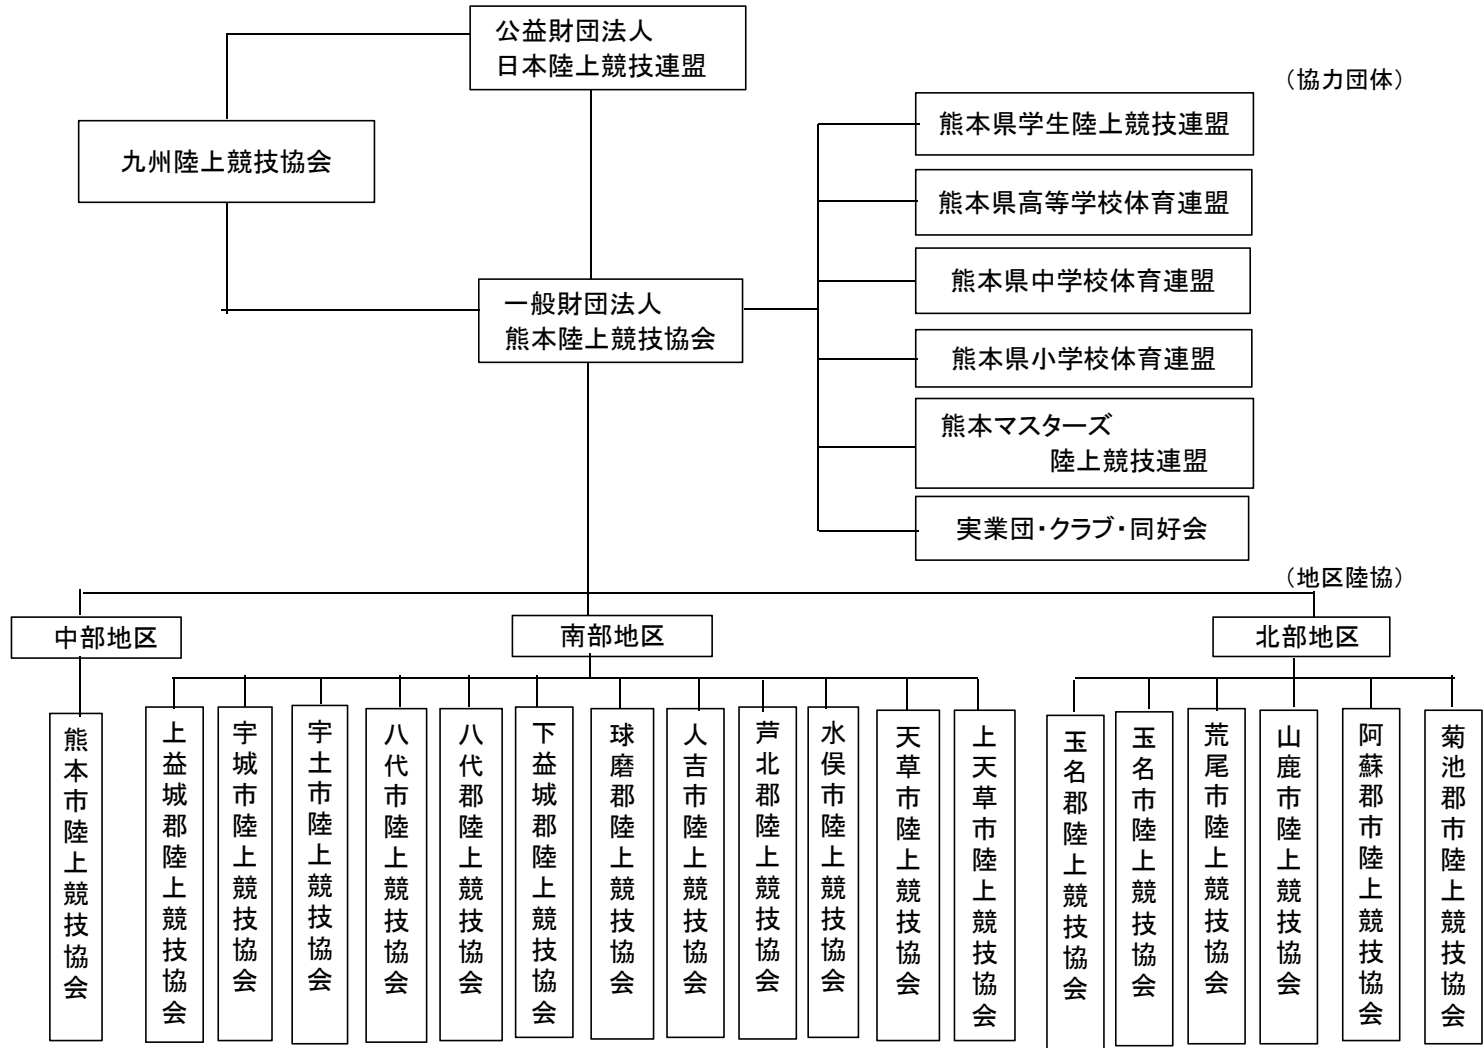 公益財団法人
日本陸上競技連盟
九州陸上競技協会
(協力団体)
熊本県学生陸上競技連盟
熊本県高等学校体育連盟
熊本県中学校体育連盟
一般財団法人
熊本陸上競技協会
熊本県小学校体育連盟
熊本マスターズ
陸上競技連盟
実業団・クラブ・同好会
(地区陸協)
中部地区
南部地区
北部地区
熊本市陸上競技協会
上益城郡陸上競技協会
宇城市陸上競技協会
宇土市陸上競技協会
八代市陸上競技協会
八代郡陸上競技協会
下益城郡陸上競技協会
球磨郡陸上競技協会
人吉市陸上競技協会
芦北郡陸上競技協会
水俣市陸上競技協会
天草市陸上競技協会
上天草市陸上競技協会
玉名郡陸上競技協会
玉名市陸上競技協会
荒尾市陸上競技協会
山鹿市陸上競技協会
阿蘇郡市陸上競技協会
菊池郡市陸上競技協会